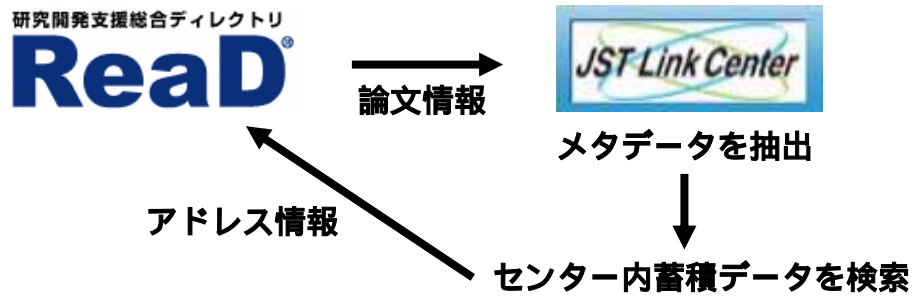 研究開発支援総合ディレクトリ
ReaD®
論文情報
JST Link Center
メタデータを抽出
アドレス情報
センター内蓄積データを検索